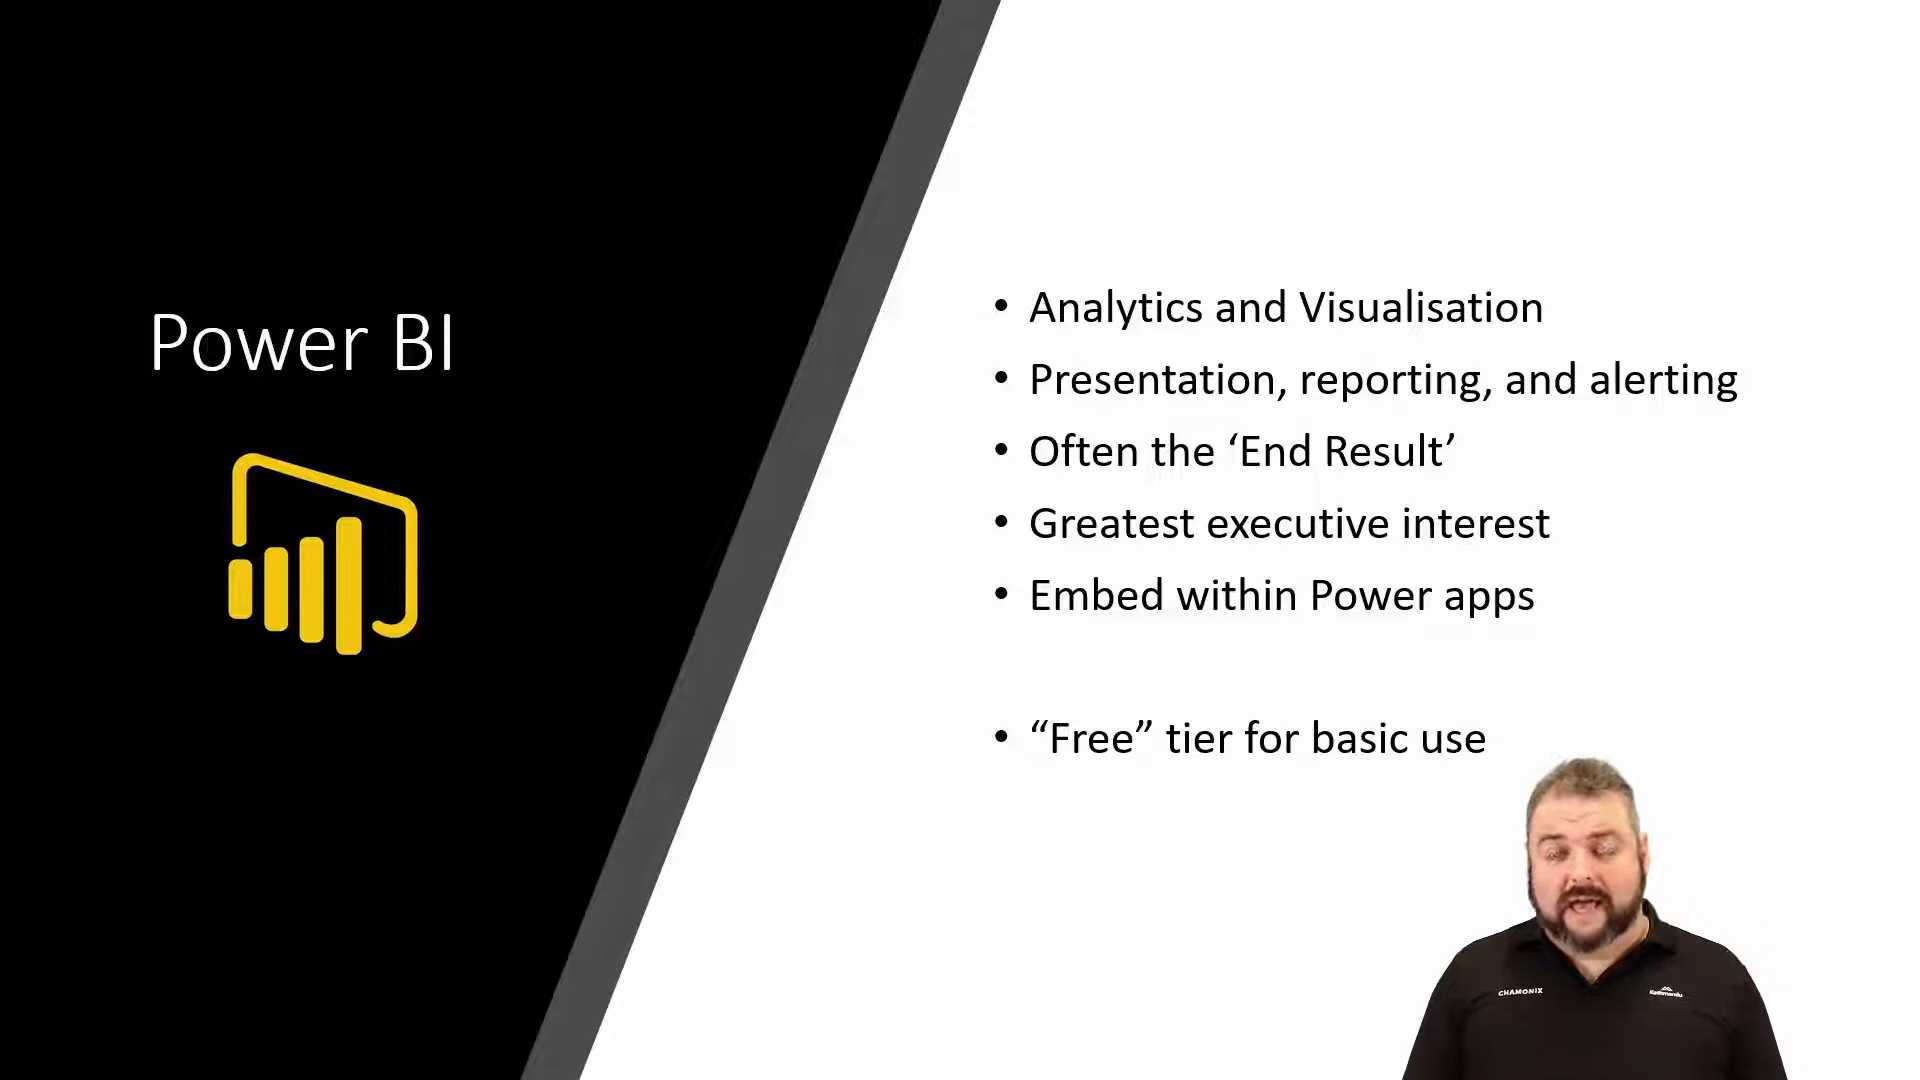 Power BI
• Analytics and Visualisation
• Presentation, reporting, and alerting
• Often the ‘End Result’
• Greatest executive interest
• Embed within Power apps
• “Free” tier for basic use
CHAMONIX
Kathmandu